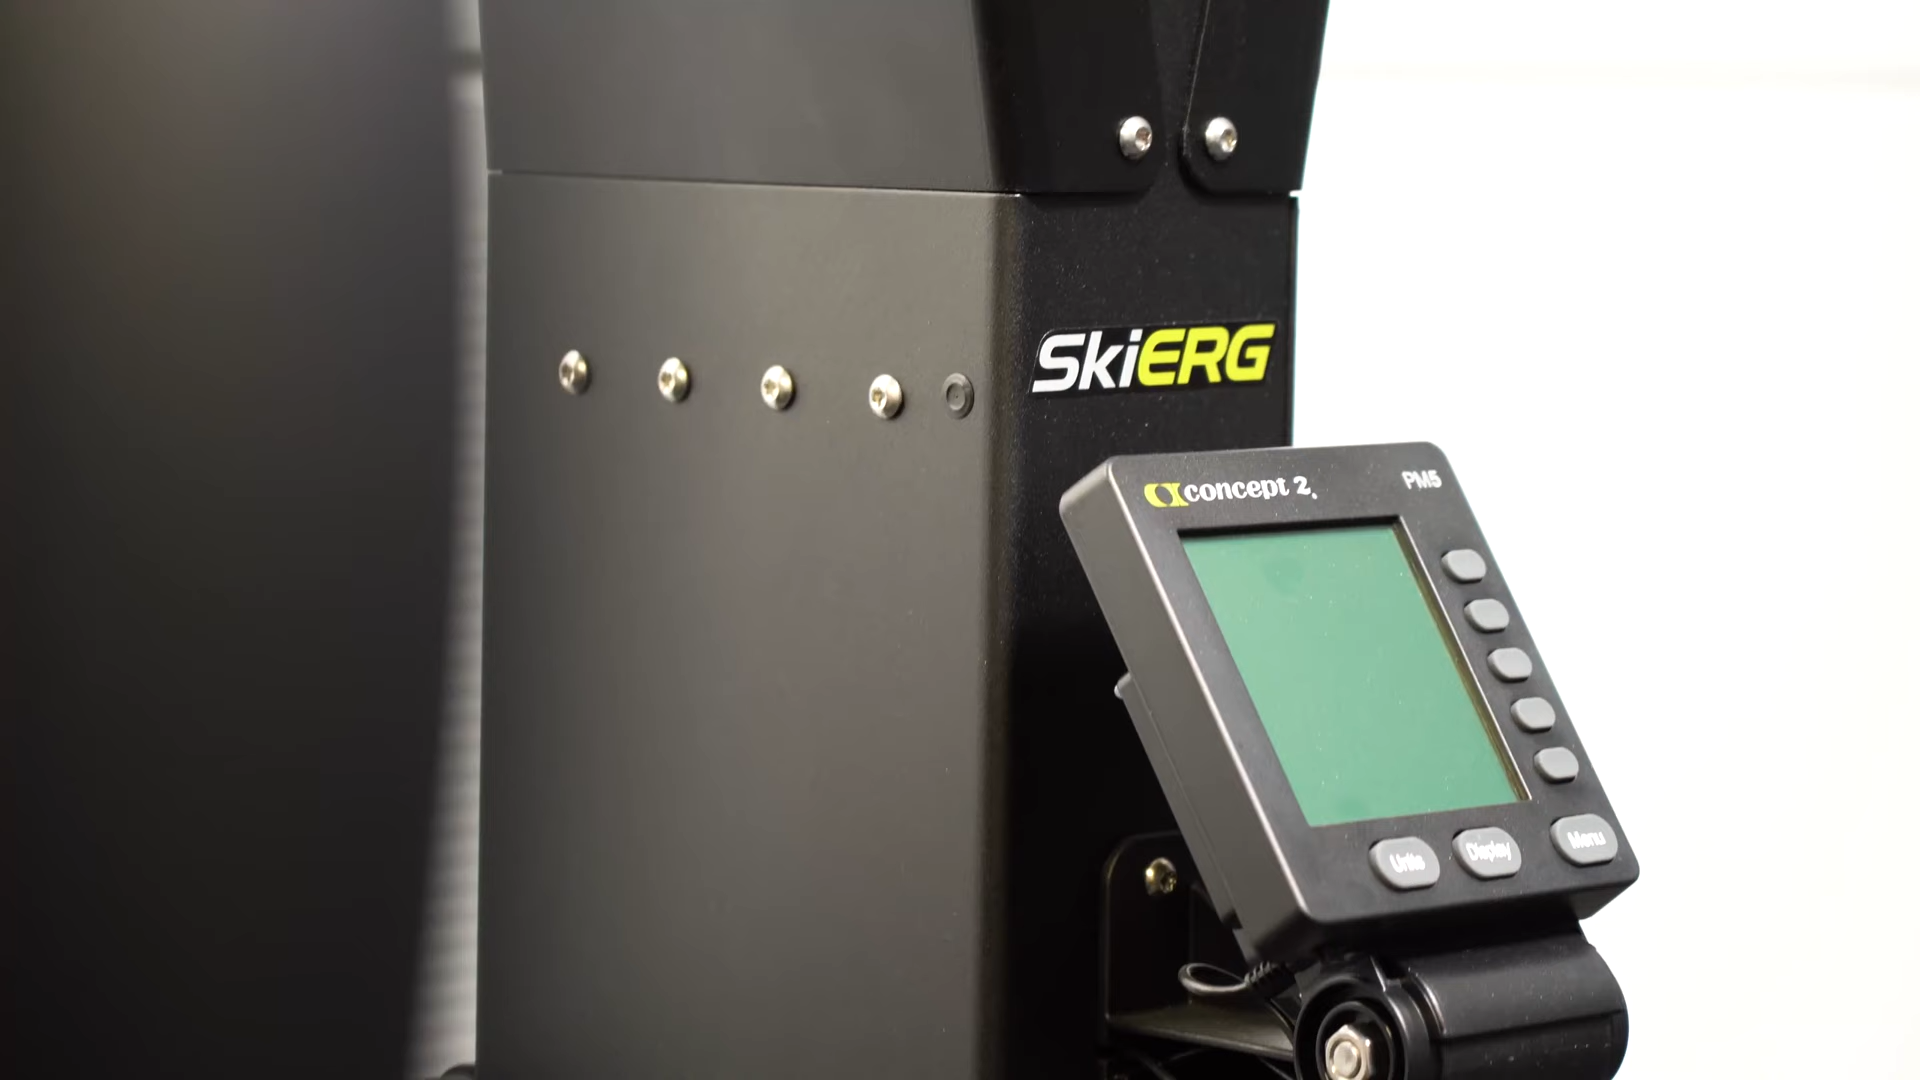 SkiERG
concept 2.
PM5
Units
Display
Menu